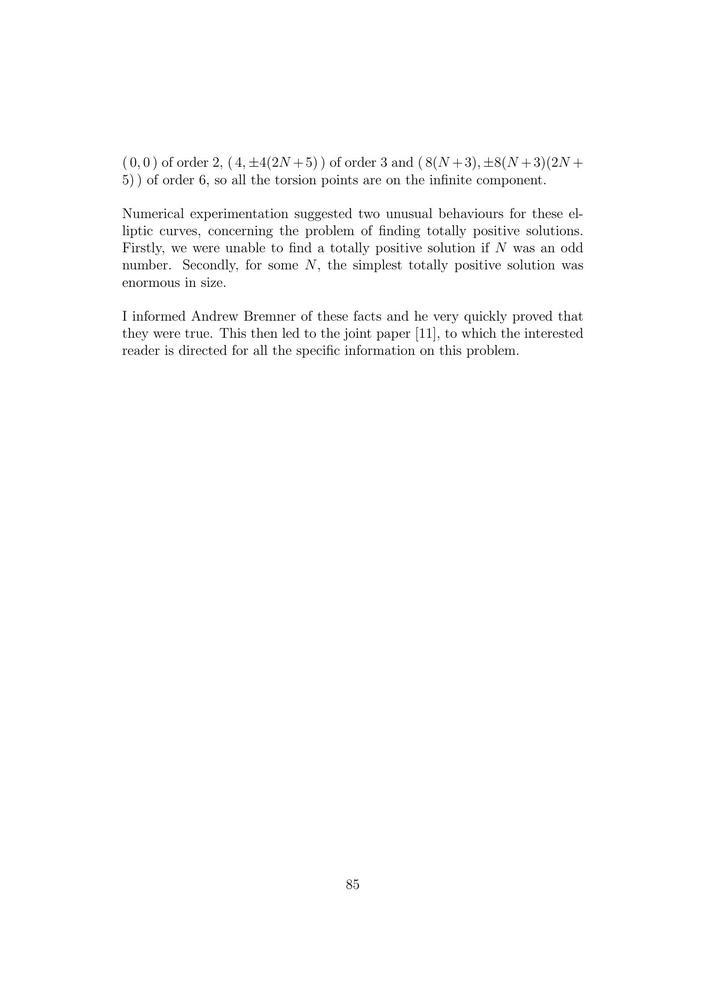 ( 0, 0 ) of order 2, ( 4, ±4(2N + 5) ) of order 3 and ( 8(N + 3), ±8(N + 3)(2N +
5) ) of order 6, so all the torsion points are on the infinite component.
Numerical experimentation suggested two unusual behaviours for these el-
liptic curves, concerning the problem of finding totally positive solutions.
Firstly, we were unable to find a totally positive solution if N was an odd
number. Secondly, for some N, the simplest totally positive solution was
enormous in size.
I informed Andrew Bremner of these facts and he very quickly proved that
they were true. This then led to the joint paper [11], to which the interested
reader is directed for all the specific information on this problem.
85